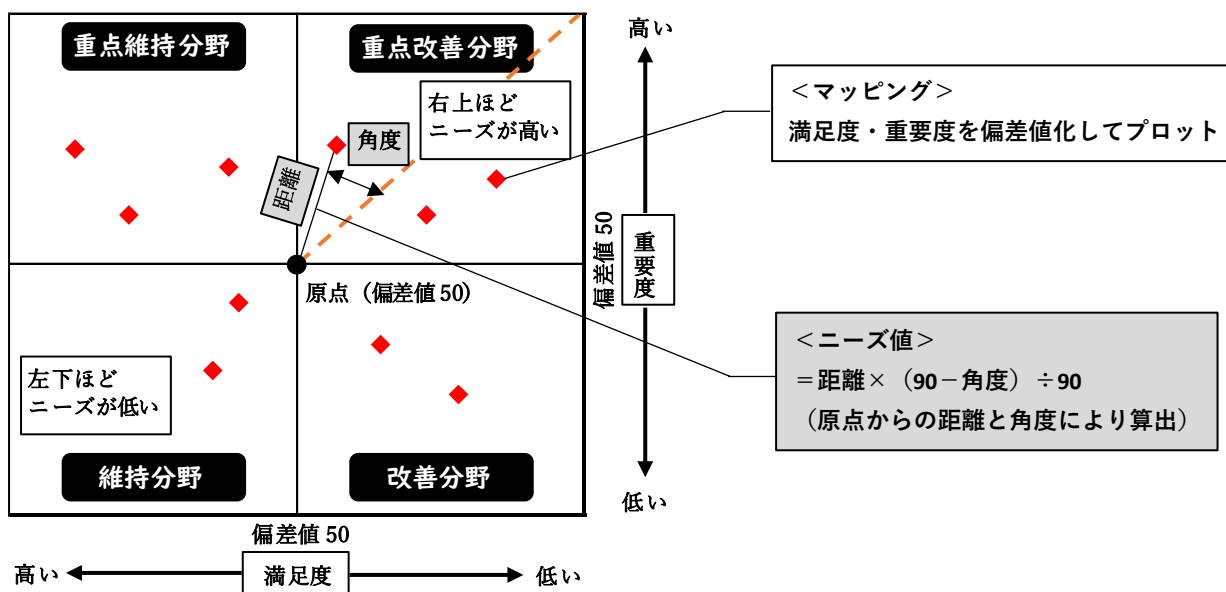 重点維持分野
重点改善分野
高い
右上ほど
ニーズが高い
角度
距離
＜マッピング＞
満足度・重要度を偏差値化してプロット
偏差値 50
重要度
原点（偏差値 50）
＜ニーズ値＞
＝距離×（90－角度）÷90
（原点からの距離と角度により算出）
左下ほど
ニーズが低い
維持分野
改善分野
低い
偏差値 50
高い
満足度
低い